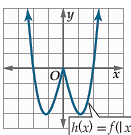 y
O
x
h(x) = f(|x